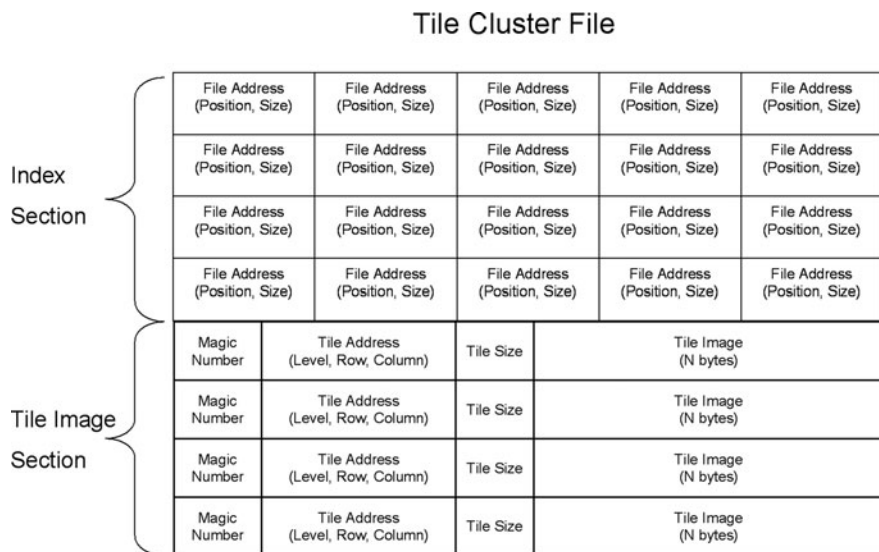 Tile Cluster File
Index
Section
File Address File Address File Address File Address File Address
(Position, Size) (Position, Size) (Position, Size) (Position, Size) (Position, Size)
File Address File Address File Address File Address File Address
(Position, Size) (Position, Size) (Position, Size) (Position, Size) (Position, Size)
File Address File Address File Address File Address File Address
(Position, Size) (Position, Size) (Position, Size) (Position, Size) (Position, Size)
File Address File Address File Address File Address File Address
(Position, Size) (Position, Size) (Position, Size) (Position, Size) (Position, Size)
Tile Image
Section
Magic Tile Address Tile Size Tile Image
Number (Level, Row, Column) (N bytes)
Magic Tile Address Tile Size Tile Image
Number (Level, Row, Column) (N bytes)
Magic Tile Address Tile Size Tile Image
Number (Level, Row, Column) (N bytes)
Magic Tile Address Tile Size Tile Image
Number (Level, Row, Column) (N bytes)